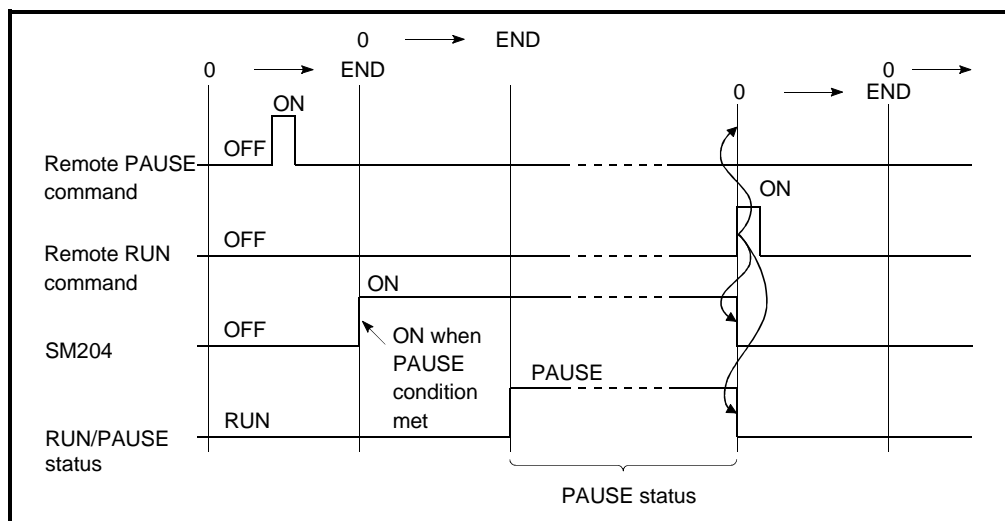 0 END
0 END 0
0 END
ON
OFF
Remote PAUSE
command
ON
OFF
Remote RUN
command
ON
OFF
SM204
ON when
PAUSE
condition
met
PAUSE
RUN
RUN/PAUSE
status
PAUSE status